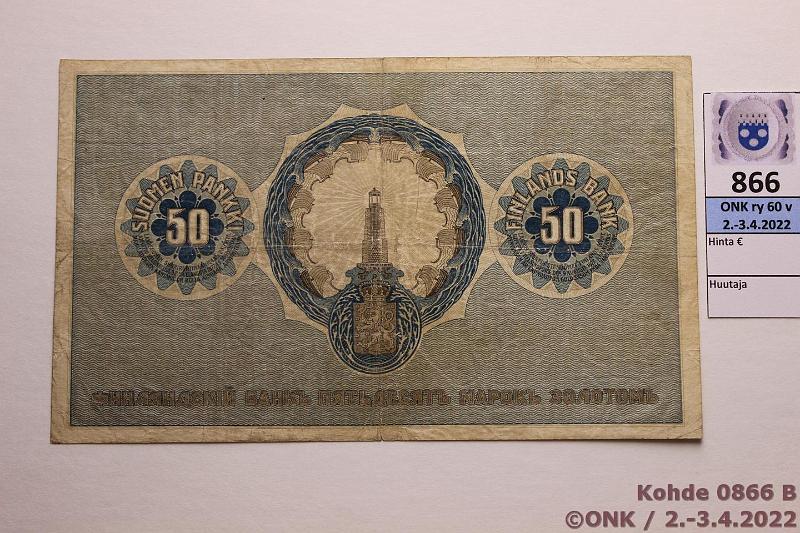 SUOMEN PANKKI
50
FINLANDS BANK
50
ФИНЛЯНДСКІЙ БАНКЪ ПЯТЬДЕСЯТЪ МАРОКЪ ЗОЛОТОМЪ
866
ONK ry 60 v
2.-3.4.2022
Hinta €
Huutaja
Kohde 0866 B
©ONK / 2.-3.4.2022